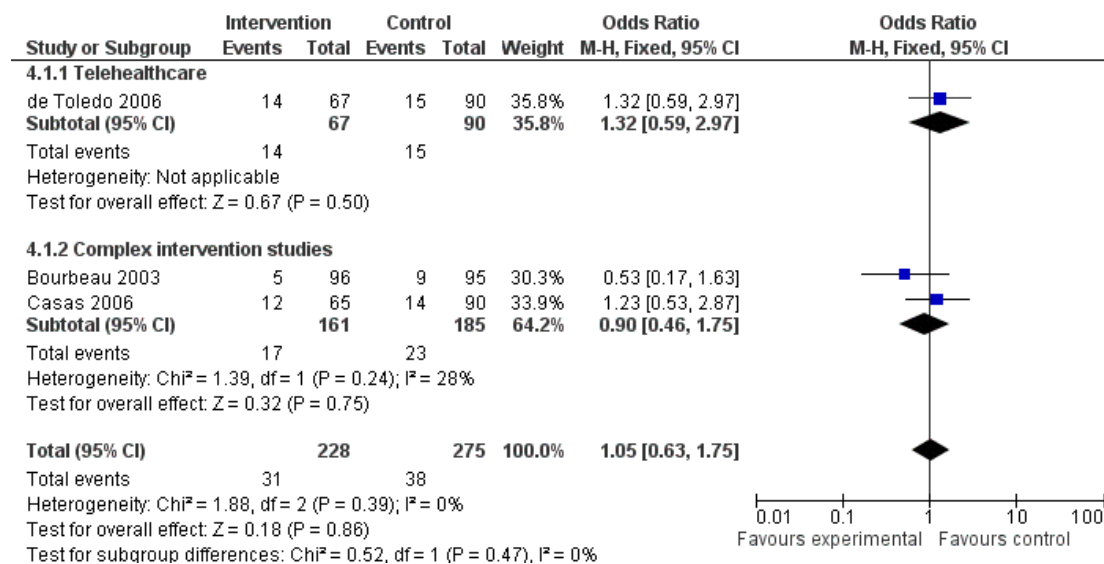 Intervention Control Odds Ratio Odds Ratio
Study or Subgroup Events Total Events Total Weight M-H, Fixed, 95% CI M-H, Fixed, 95% CI
4.1.1 Telehealthcare
de Toledo 2006 14 67 15 90 35.8% 1.32 [0.59, 2.97]
Subtotal (95% CI) 67 90 35.8% 1.32 [0.59, 2.97]
Total events 14 15
Heterogeneity: Not applicable
Test for overall effect: Z = 0.67 (P = 0.50)
4.1.2 Complex intervention studies
Bourbeau 2003 5 96 9 95 30.3% 0.53 [0.17, 1.63]
Casas 2006 12 65 14 90 33.9% 1.23 [0.53, 2.87]
Subtotal (95% CI) 161 185 64.2% 0.90 [0.46, 1.75]
Total events 17 23
Heterogeneity: Chi² = 1.39, df = 1 (P = 0.24); I² = 28%
Test for overall effect: Z = 0.32 (P = 0.75)
Total (95% CI) 228 275 100.0% 1.05 [0.63, 1.75]
Total events 31 38
Heterogeneity: Chi² = 1.88, df = 2 (P = 0.39); I² = 0%
Test for overall effect: Z = 0.18 (P = 0.86)
Test for subgroup differences: Chi² = 0.52, df = 1 (P = 0.47), I² = 0%
0.01 0.1 1 10 100
Favours experimental Favours control